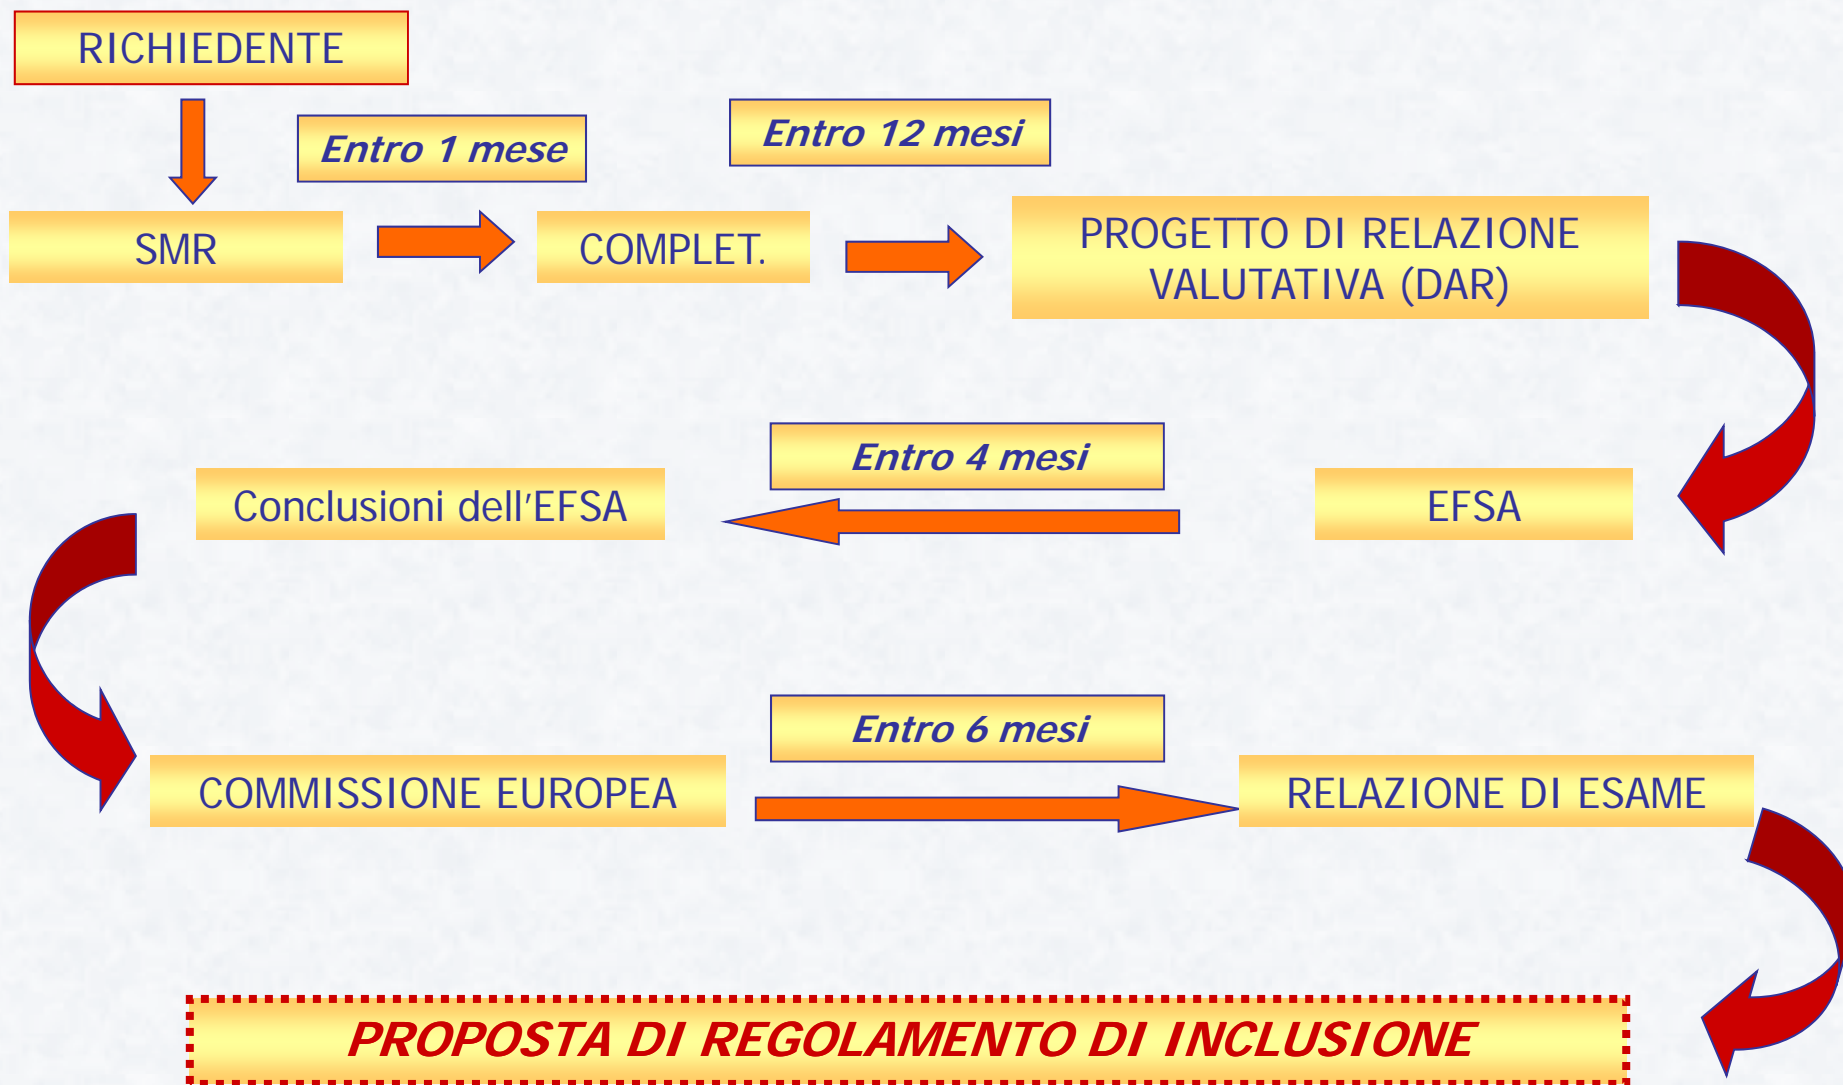 RICHIEDENTE
Entro 1 mese
Entro 12 mesi
SMR
COMPLET.
PROGETTO DI RELAZIONE
VALUTATIVA (DAR)
Entro 4 mesi
Conclusioni dell'EFSA
EFSA
Entro 6 mesi
COMMISSIONE EUROPEA
RELAZIONE DI ESAME
PROPOSTA DI REGOLAMENTO DI INCLUSIONE